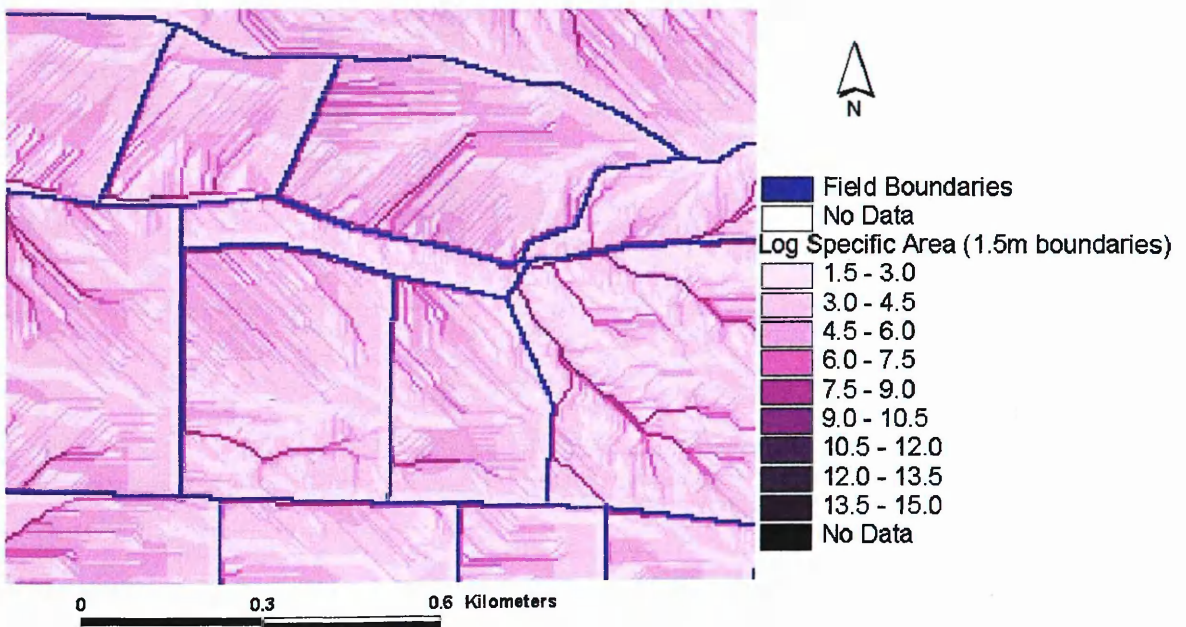 N
Field Boundaries
No Data
Log Specific Area (1.5m boundaries)
1.5 - 3.0
3.0 - 4.5
4.5 - 6.0
6.0 - 7.5
7.5 - 9.0
9.0 - 10.5
10.5 - 12.0
12.0 - 13.5
13.5 - 15.0
No Data
0 0.3 0.6 Kilometers